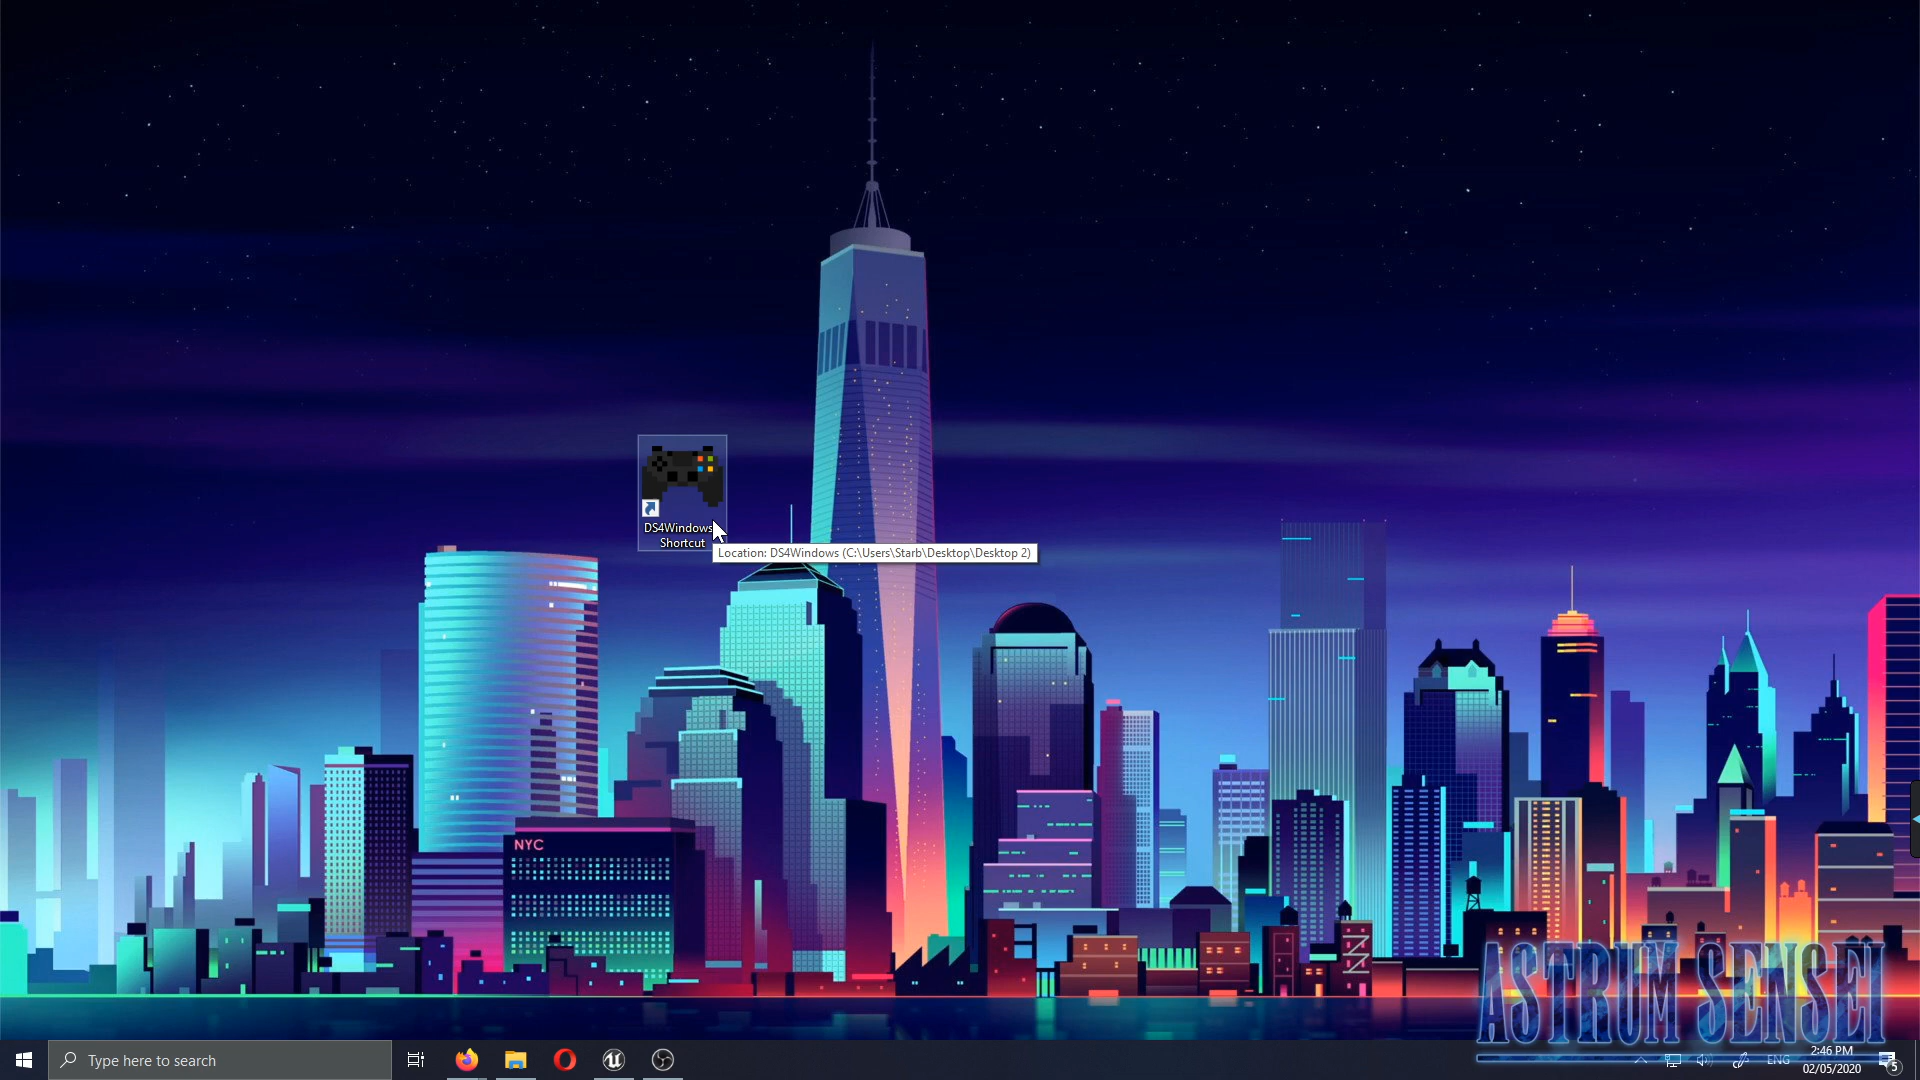 DS4Windows
Shortcut
Location: DS4Windows (C:\Users\Starb\Desktop\Desktop 2)
NYC
ASTRUM SENSEI
Type here to search
ENG
2:46 PM
02/05/2020
5